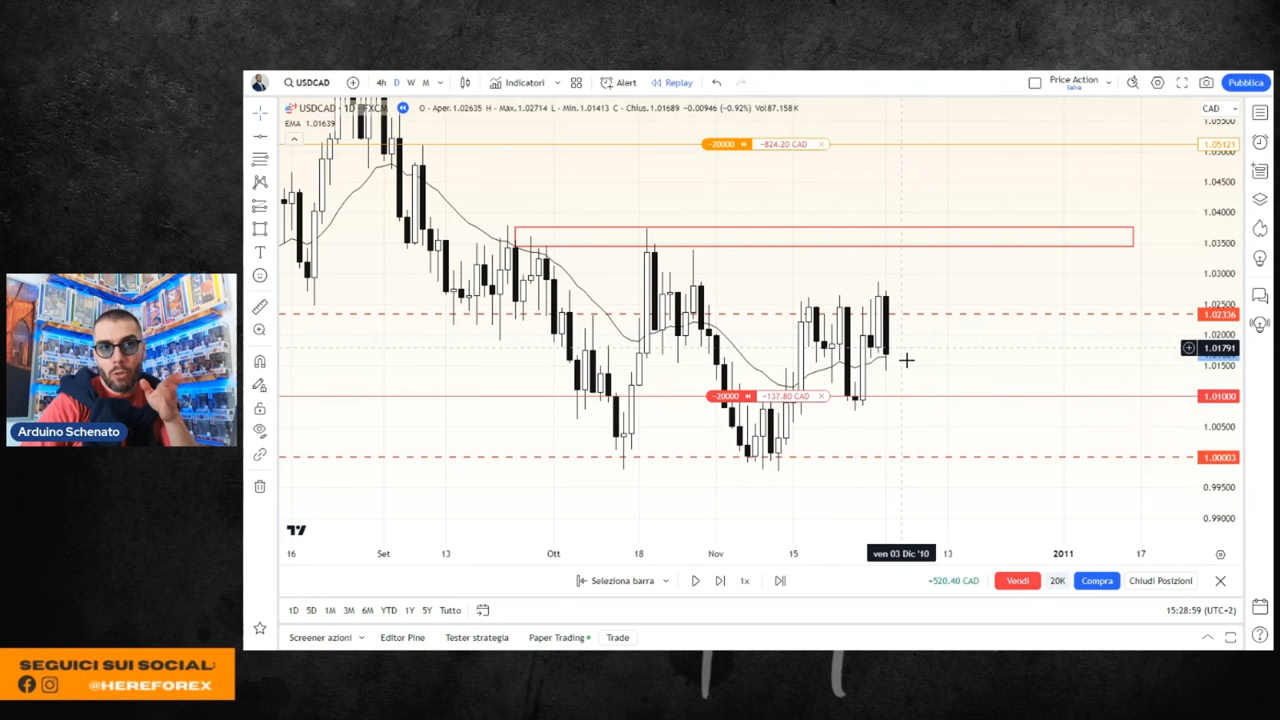 USDCAD
4h D W M
Indicatori
Alert
Replay
Price Action
Salva
Pubblica
USDCAD · 1D · FXCM
O - Aper.1.02635 H - Max.1.02714 L - Min.1.01413 C - Chius.1.01689 −0.00946 (−0.92%) Vol87.158K
CAD
EMA 1.01639
-20000 −824.20 CAD
1.05121
1.05000
1.04500
1.04000
1.03500
1.03000
1.02500
1.02336
1.02000
1.01791
1.01500
-20000 −137.80 CAD
1.01000
1.00500
1.00003
0.99500
0.99000
Arduino Schenato
16 Set 13 Ott 18 Nov 15 ven 03 Dic '10 13 2011 17
Seleziona barra
1x
+520.40 CAD
Vendi
20K
Compra
Chiudi Posizioni
1D 5D 1M 3M 6M YTD 1Y 5Y Tutto
15:28:59 (UTC+2)
Screener azioni
Editor Pine
Tester strategia
Paper Trading
Trade
SEGUICI SUI SOCIAL:
@HEREFOREX